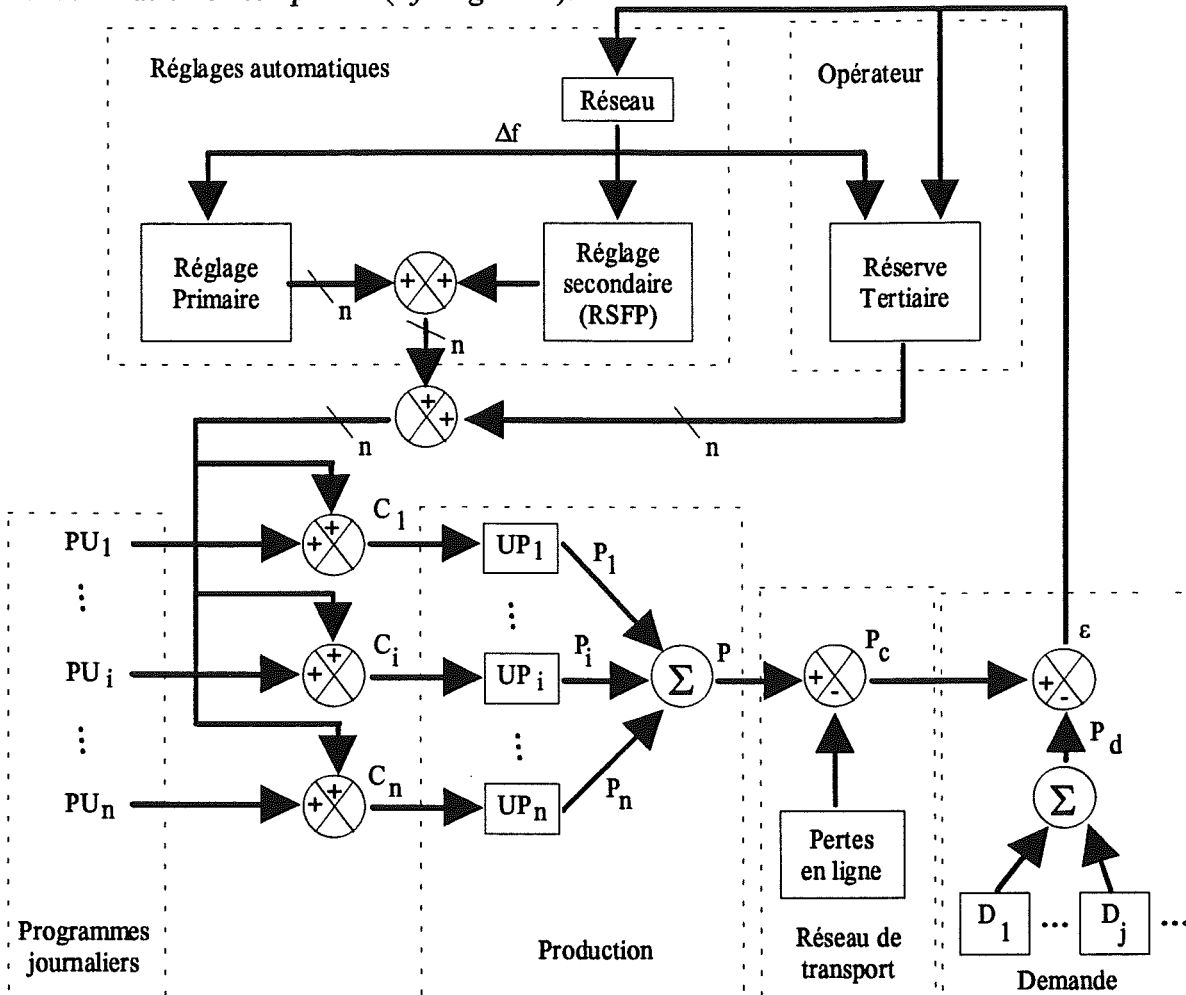 Réglages automatiques
Opérateur
Réseau
Δf
Réglage
Primaire
n
+ +
Réglage
secondaire
(RSFP)
Réserve
Tertiaire
n
+
+
n
n
PU1
+
+
C1
UP1
P1
⋮
⋮
PUi
+
+
Ci
UPi
Pi
Σ
P
+
-
Pc
ε
+
-
Pd
⋮
⋮
PUn
+
+
Cn
UPn
Pn
Pertes
en ligne
Σ
D1
...
Dj
...
Programmes
journaliers
Production
Réseau de
transport
Demande